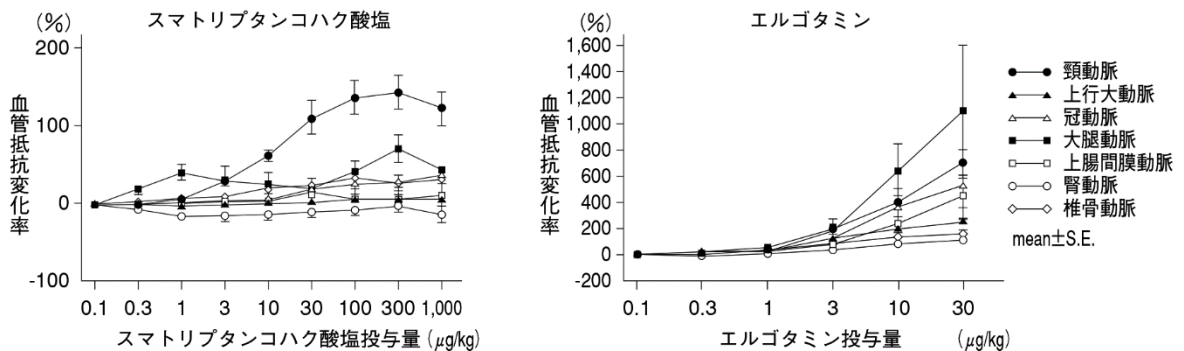 スマトリプタンコハク酸塩
(%)
200
100
0
-100
血管抵抗変化率
0.1 0.3 1 3 10 30 100 300 1,000
スマトリプタンコハク酸塩投与量 (μg/kg)
エルゴタミン
(%)
1,600
1,400
1,200
1,000
800
600
400
200
0
-200
血管抵抗変化率
0.1 0.3 1 3 10 30
エルゴタミン投与量 (μg/kg)
頸動脈
上行大動脈
冠動脈
大腿動脈
上腸間膜動脈
腎動脈
椎骨動脈
mean±S.E.